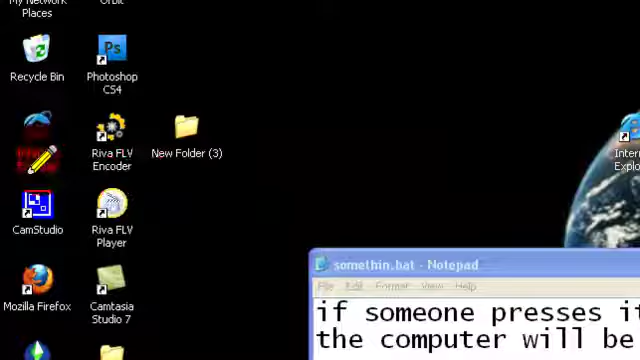 My Network
Places
Orbit
Recycle Bin
Photoshop
CS4
Riva FLV
Encoder
New Folder (3)
Intern
Explo
CamStudio
Riva FLV
Player
somethin.bat - Notepad
File Edit Format View Help
Mozilla Firefox
Camtasia
Studio 7
if someone presses it
the computer will be